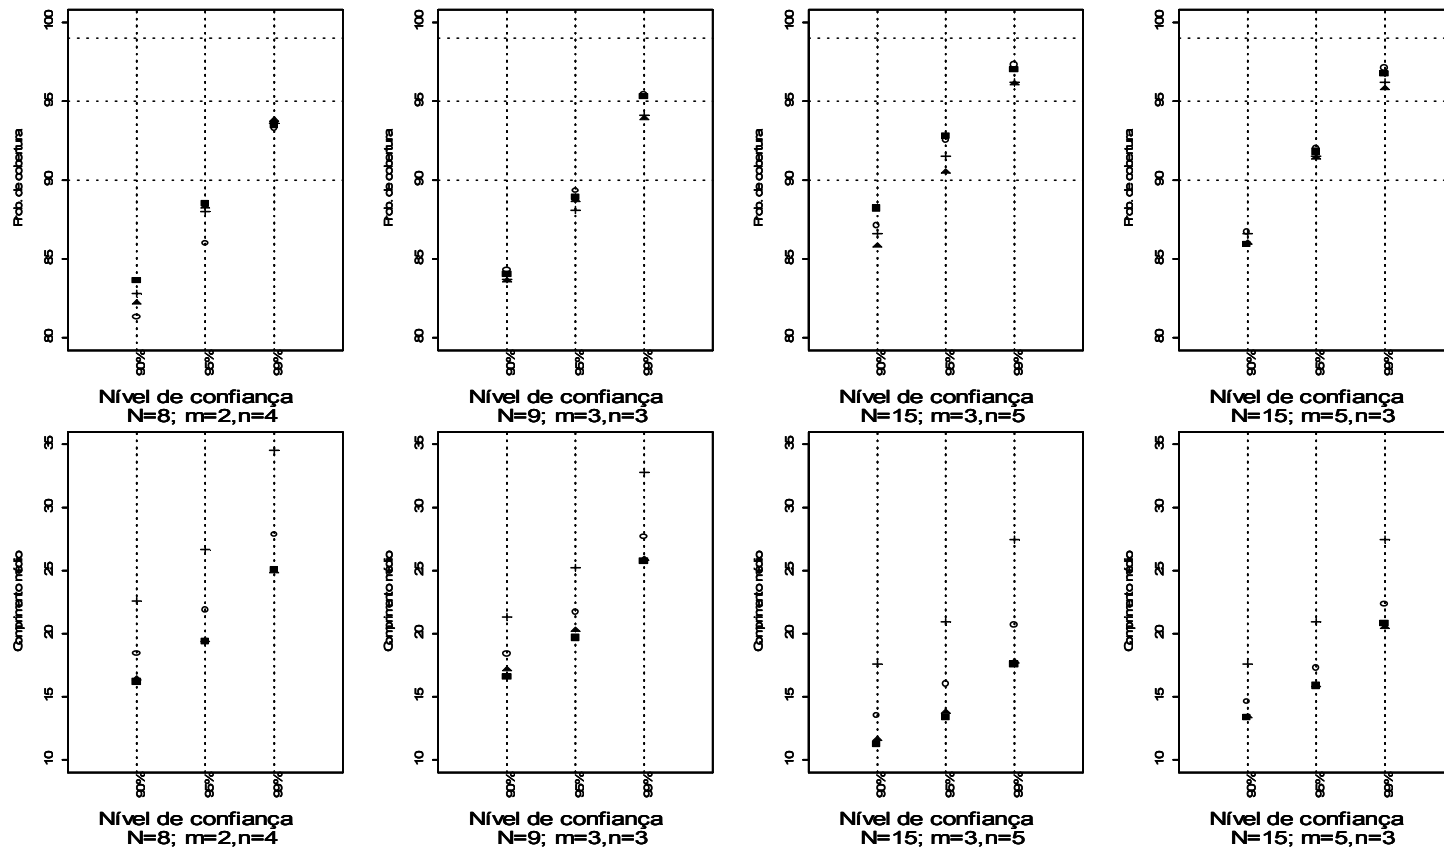 100
95
90
85
80
Prob. de cobertura
90%
95%
99%
Nível de confiança
N=8; m=2,n=4
100
95
90
85
80
Prob. de cobertura
90%
95%
99%
Nível de confiança
N=9; m=3,n=3
100
95
90
85
80
Prob. de cobertura
90%
95%
99%
Nível de confiança
N=15; m=3,n=5
100
95
90
85
80
Prob. de cobertura
90%
95%
99%
Nível de confiança
N=15; m=5,n=3
35
30
25
20
15
10
Comprimento médio
90%
95%
99%
Nível de confiança
N=8; m=2,n=4
35
30
25
20
15
10
Comprimento médio
90%
95%
99%
Nível de confiança
N=9; m=3,n=3
35
30
25
20
15
10
Comprimento médio
90%
95%
99%
Nível de confiança
N=15; m=3,n=5
35
30
25
20
15
10
Comprimento médio
90%
95%
99%
Nível de confiança
N=15; m=5,n=3